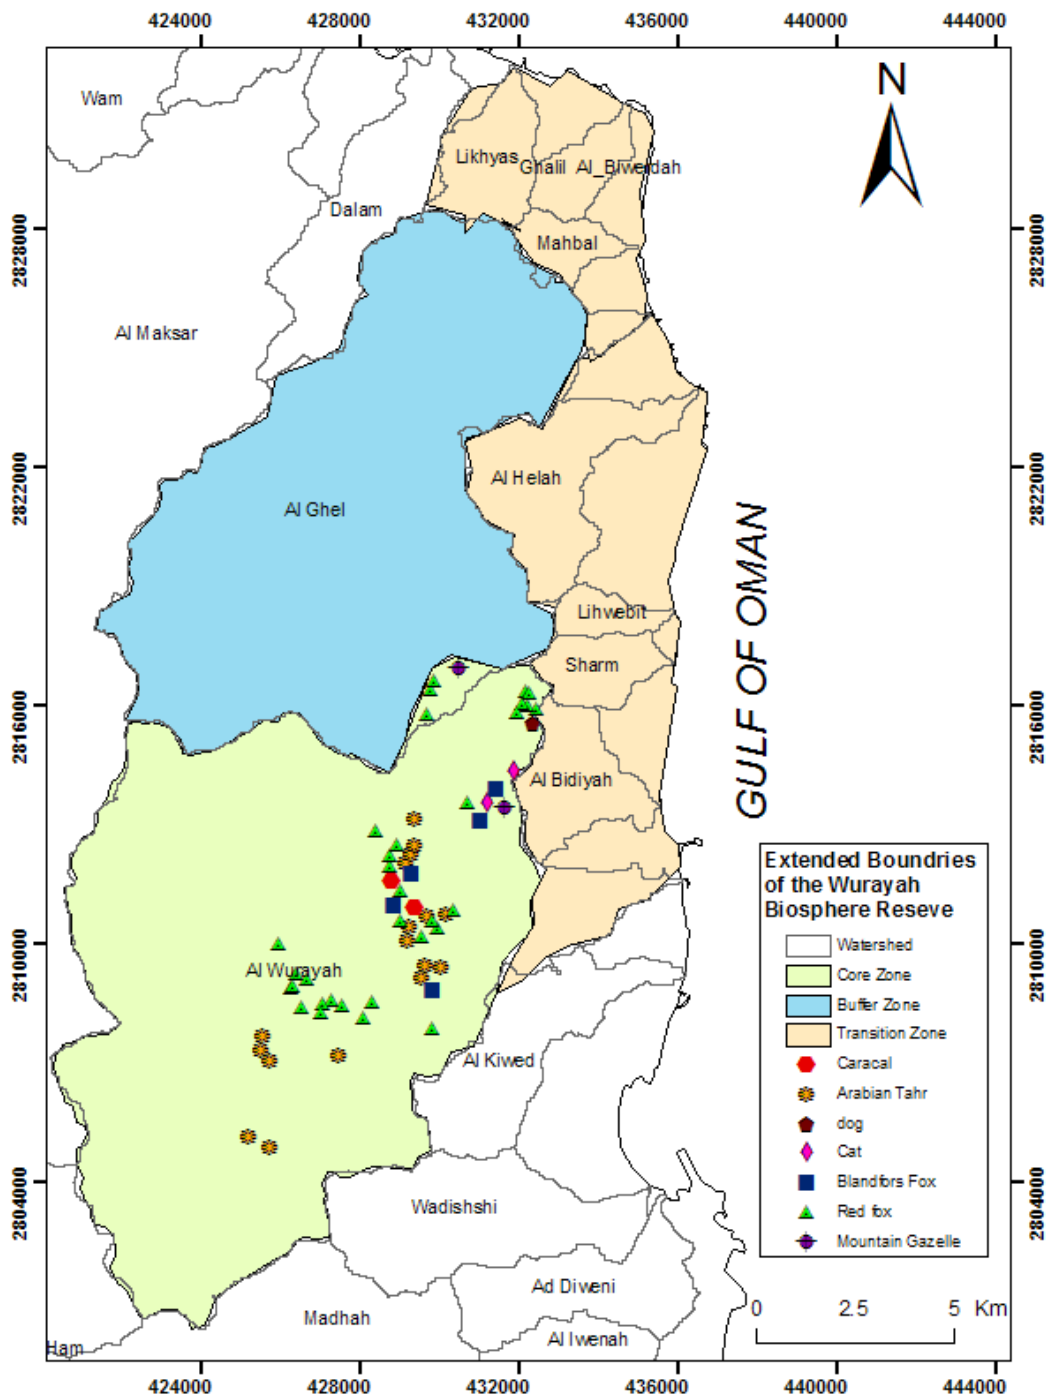 424000 428000 432000 436000 440000 444000
N
Wam
Likhyas
Ghalil
Al_Biwerdah
Dalam
Mahbal
2828000
2828000
Al Maksar
2822000
2822000
Al Helah
Al Ghel
GULF OF OMAN
Lihwebit
Sharm
2816000
2816000
Al Bidiyah
Extended Boundries
of the Wurayah
Biosphere Reseve
Watershed
Core Zone
Buffer Zone
Transition Zone
Caracal
Arabian Tahr
dog
Cat
Blandfors Fox
Red fox
Mountain Gazelle
2810000
2810000
Al Wurayah
Al Kiwed
2804000
2804000
Wadishshi
Ad Diweni
Madhah
Al Iwenah
Ham
0 2.5 5 Km
424000 428000 432000 436000 440000 444000